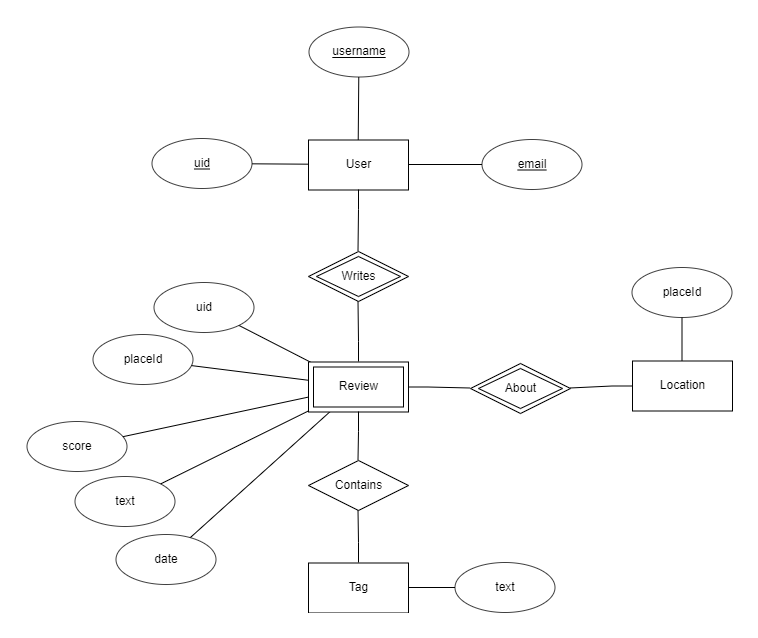 username
uid
User
email
Writes
uid
placeId
placeId
Review
About
Location
score
Contains
text
date
Tag
text